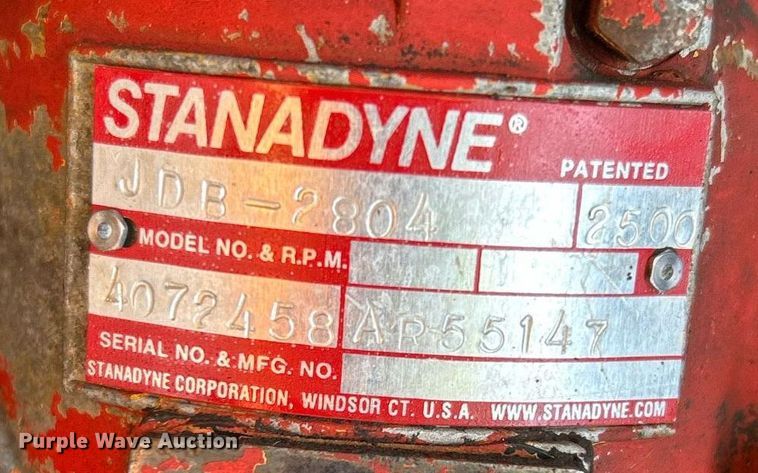 STANADYNE®
PATENTED
JDB-2804 2500
MODEL NO. & R.P.M.
4072458 AR55147
SERIAL NO. & MFG. NO.
STANADYNE CORPORATION, WINDSOR CT. U.S.A. WWW.STANADYNE.COM
Purple Wave Auction